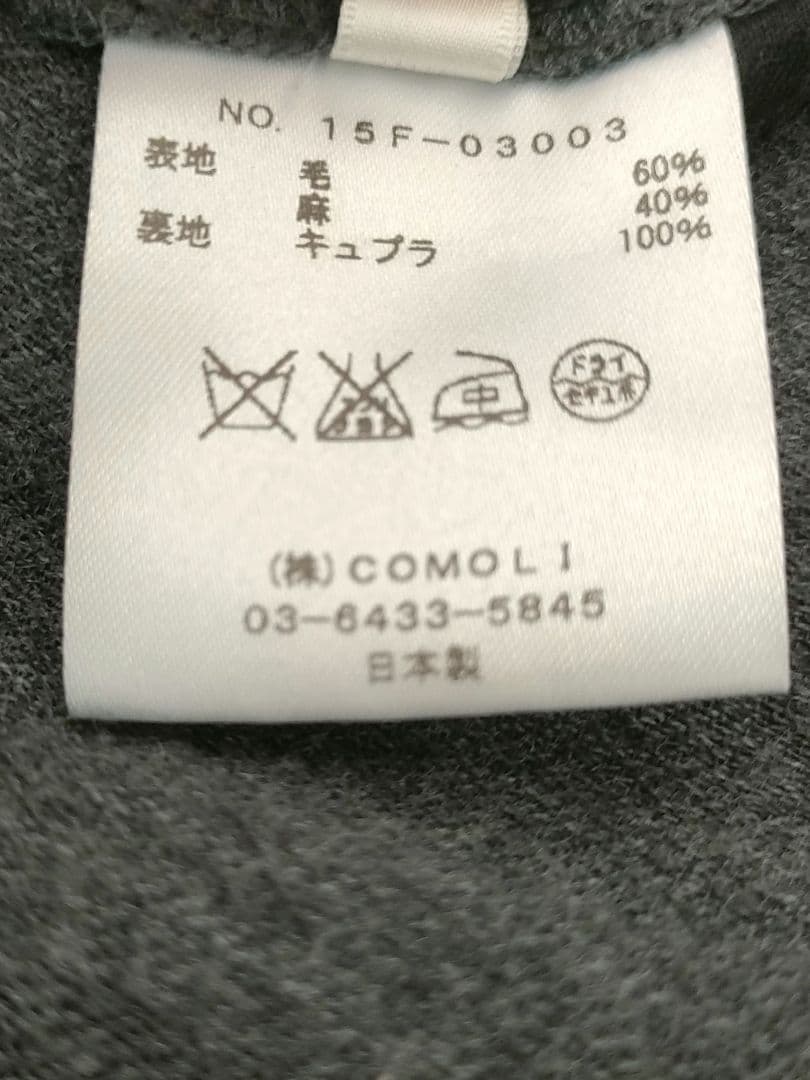 NO. 15F-03003
表地 毛 60%
麻 40%
裏地 キュプラ 100%
中
ドライ
セキユ系
(株)COMOLI
03-6433-5845
日本製